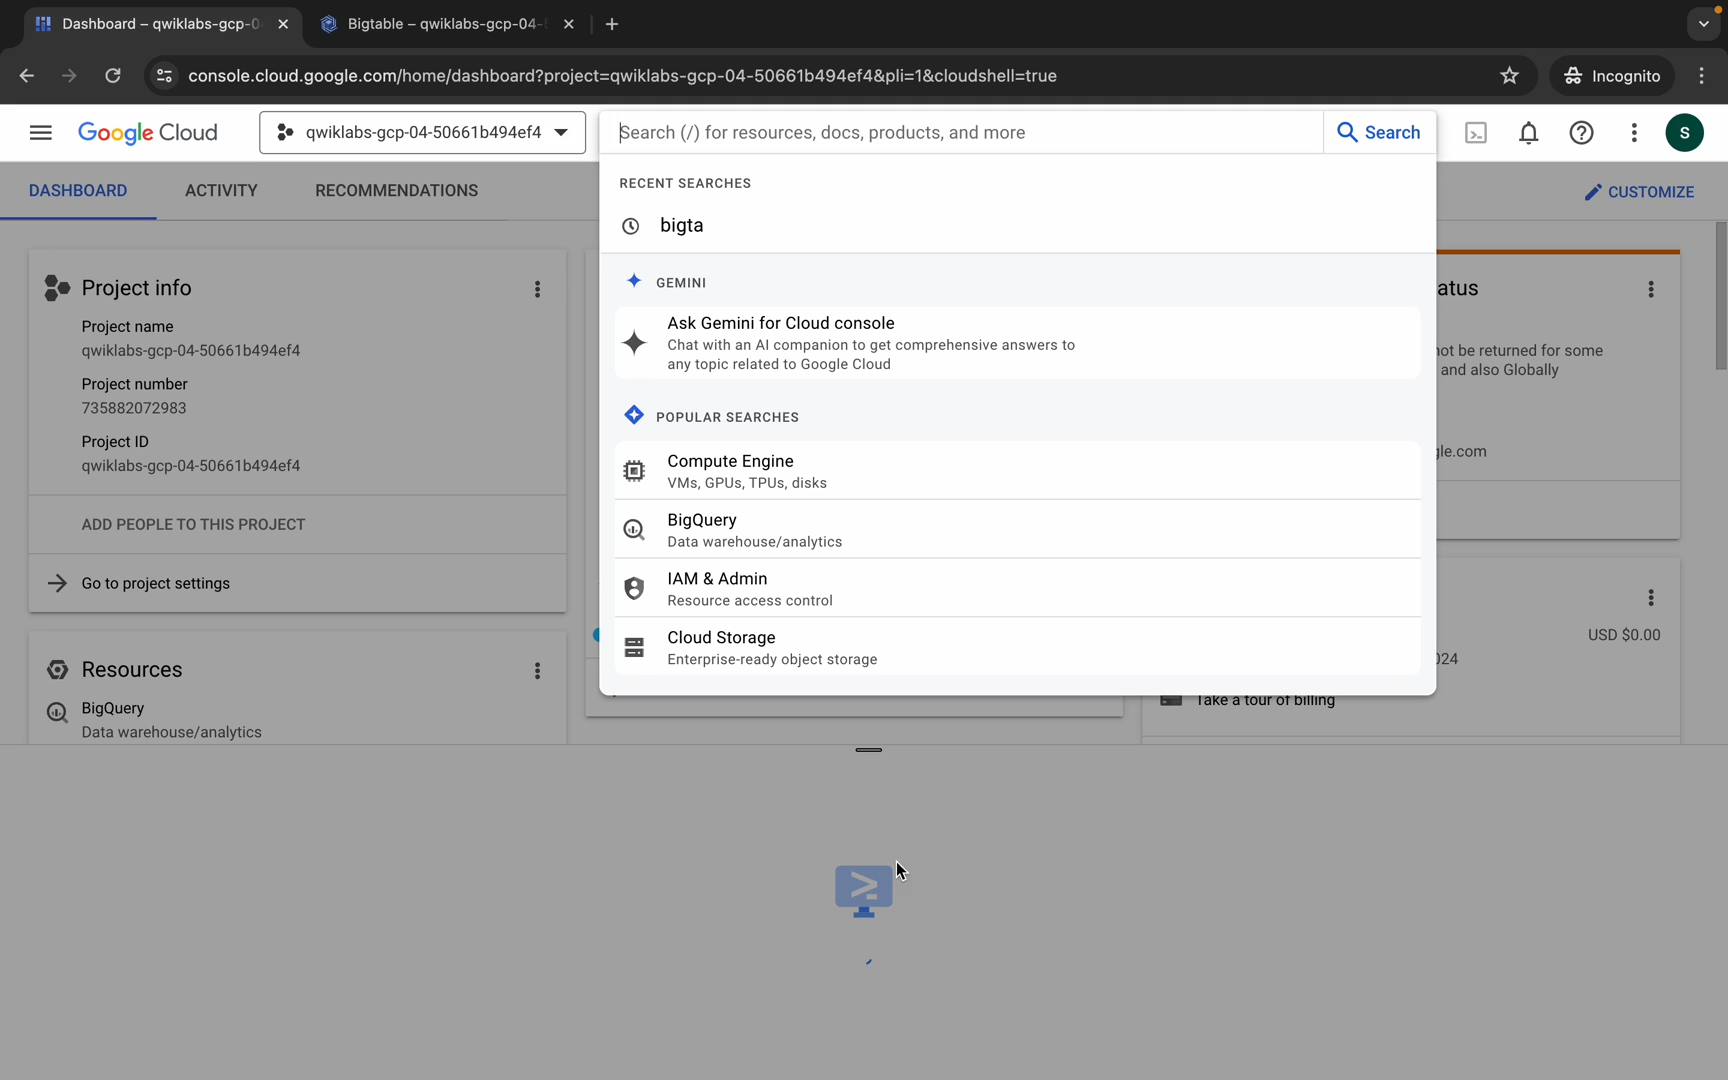 Dashboard – qwiklabs-gcp-0
Bigtable – qwiklabs-gcp-04-
console.cloud.google.com/home/dashboard?project=qwiklabs-gcp-04-50661b494ef4&pli=1&cloudshell=true
Incognito
Google Cloud
qwiklabs-gcp-04-50661b494ef4
Search (/) for resources, docs, products, and more
Search
S
DASHBOARD
ACTIVITY
RECOMMENDATIONS
CUSTOMIZE
RECENT SEARCHES
bigta
GEMINI
Ask Gemini for Cloud console
Chat with an AI companion to get comprehensive answers to
any topic related to Google Cloud
POPULAR SEARCHES
Compute Engine
VMs, GPUs, TPUs, disks
BigQuery
Data warehouse/analytics
IAM & Admin
Resource access control
Cloud Storage
Enterprise-ready object storage
Project info
Project name
qwiklabs-gcp-04-50661b494ef4
Project number
735882072983
Project ID
qwiklabs-gcp-04-50661b494ef4
ADD PEOPLE TO THIS PROJECT
Go to project settings
Resources
BigQuery
Data warehouse/analytics
atus
not be returned for some
and also Globally
gle.com
USD $0.00
024
Take a tour of billing